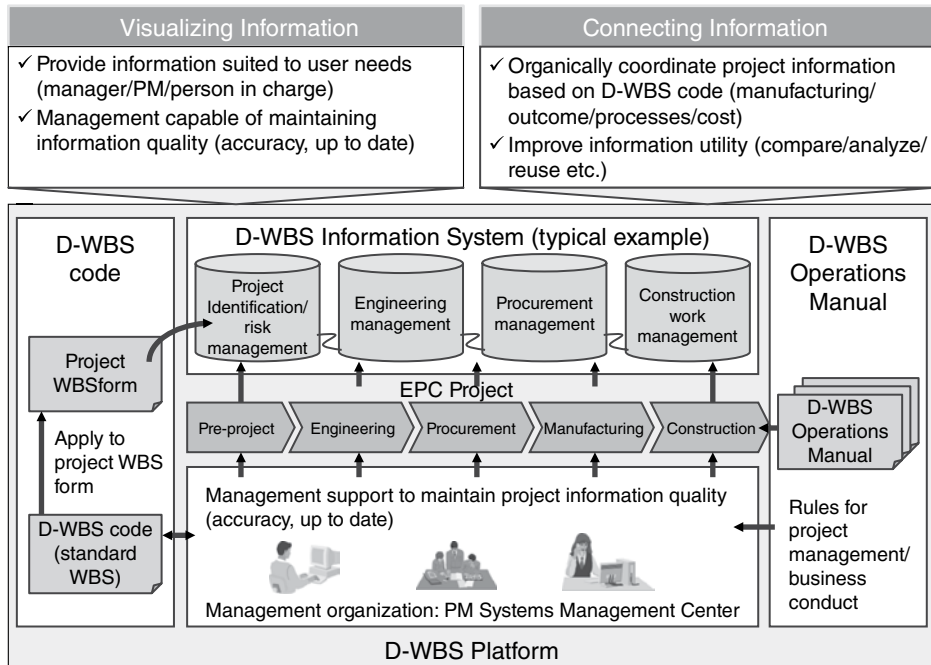 Visualizing Information
✓ Provide information suited to user needs
(manager/PM/person in charge)
✓ Management capable of maintaining
information quality (accuracy, up to date)
Connecting Information
✓ Organically coordinate project information
based on D-WBS code (manufacturing/
outcome/processes/cost)
✓ Improve information utility (compare/analyze/
reuse etc.)
D-WBS
code
Project
WBSform
Apply to
project WBS
form
D-WBS code
(standard
WBS)
D-WBS Information System (typical example)
Project
Identification/
risk
management
Engineering
management
Procurement
management
Construction
work
management
EPC Project
Pre-project
Engineering
Procurement
Manufacturing
Construction
Management support to maintain project information quality
(accuracy, up to date)
Management organization: PM Systems Management Center
D-WBS
Operations
Manual
D-WBS
Operations
Manual
Rules for
project
management/
business
conduct
D-WBS Platform